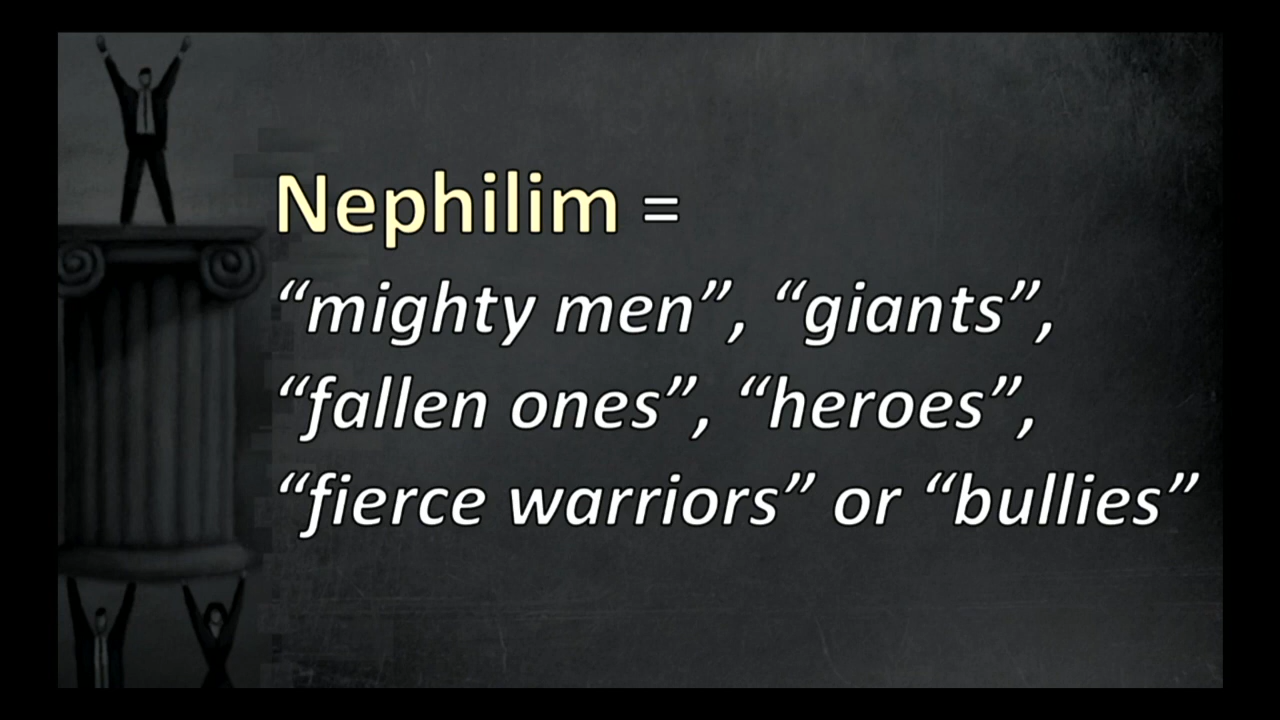 Nephilim =
“mighty men”, “giants”,
“fallen ones”, “heroes”,
“fierce warriors” or “bullies”